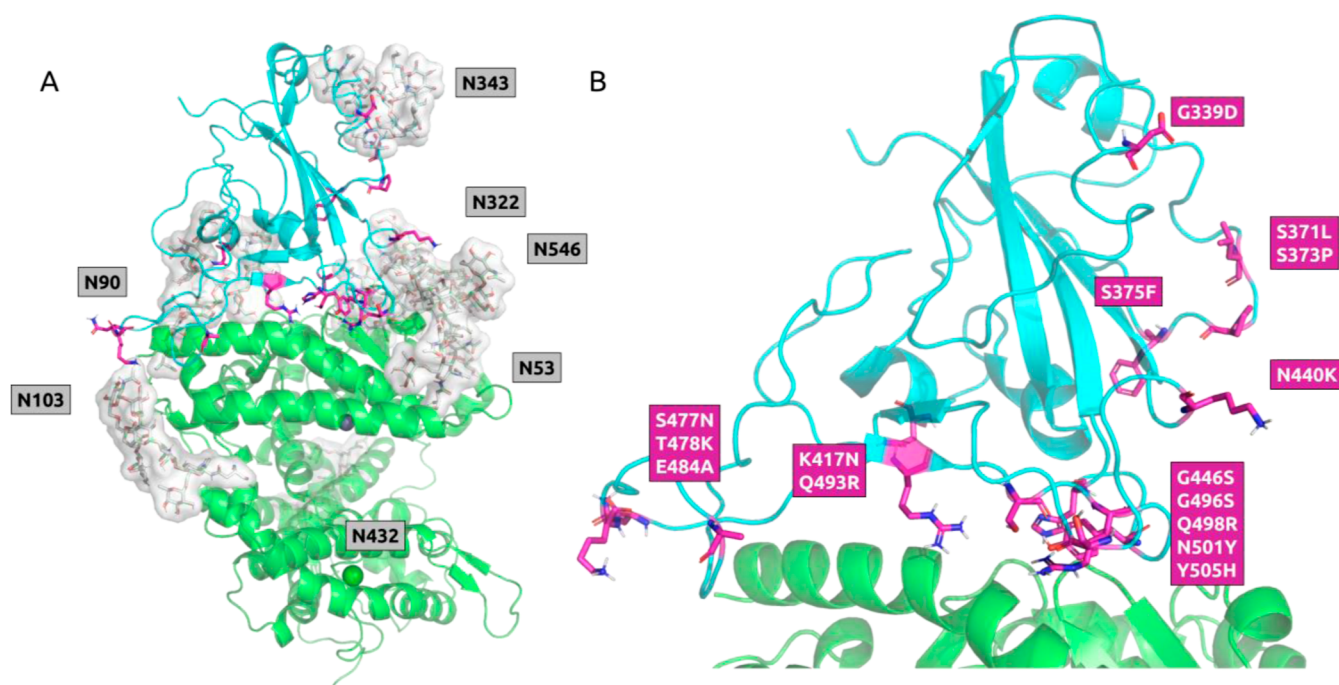 A
N343
N322
N546
N90
N53
N103
N432
B
G339D
S371L
S373P
S375F
N440K
S477N
T478K
E484A
K417N
Q493R
G446S
G496S
Q498R
N501Y
Y505H